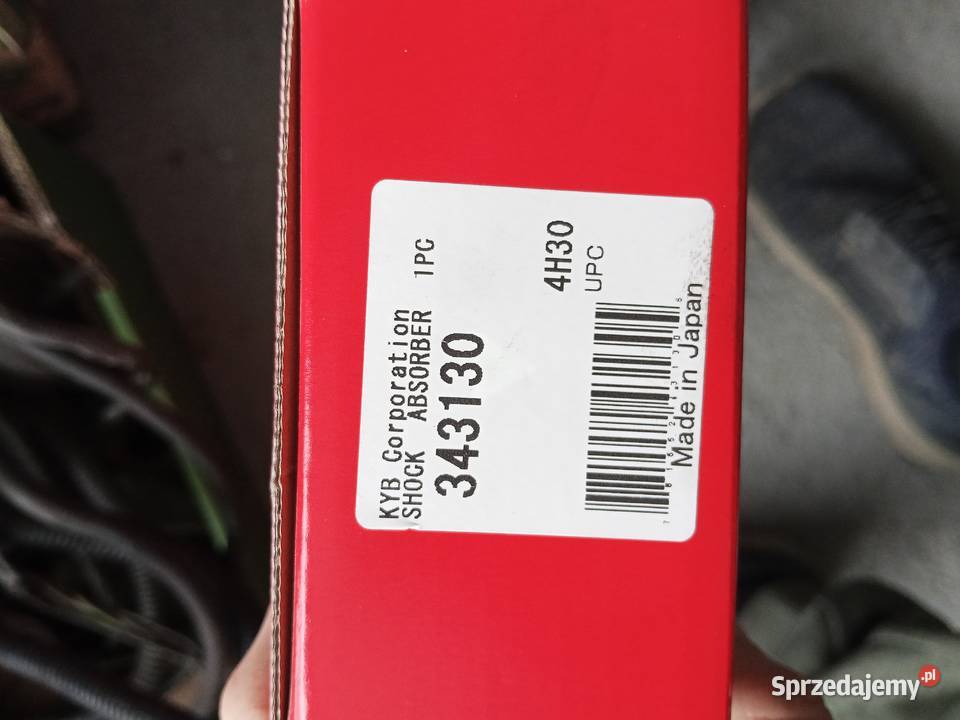 KYB Corporation
SHOCK ABSORBER 1PC
343130
4H30
UPC
Made in Japan
Sprzedajemy.pl